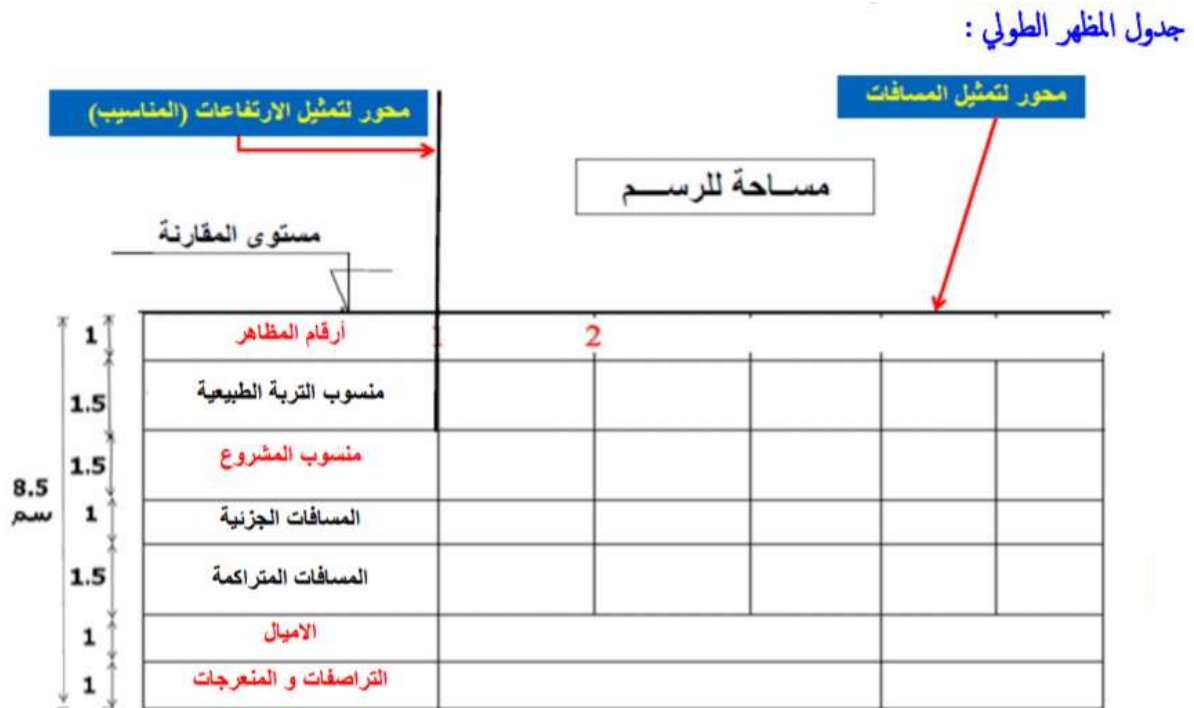 جدول المظهر الطولي :
محور لتمثيل المسافات
محور لتمثيل الارتفاعات (المناسيب)
مساحة للرسم
مستوى المقارنة
أرقام المظاهر
1
2
1
منسوب التربة الطبيعية
1.5
منسوب المشروع
1.5
المسافات الجزئية
1
المسافات المتراكمة
1.5
الاميال
1
التراصفات و المنعرجات
1
8.5
سم